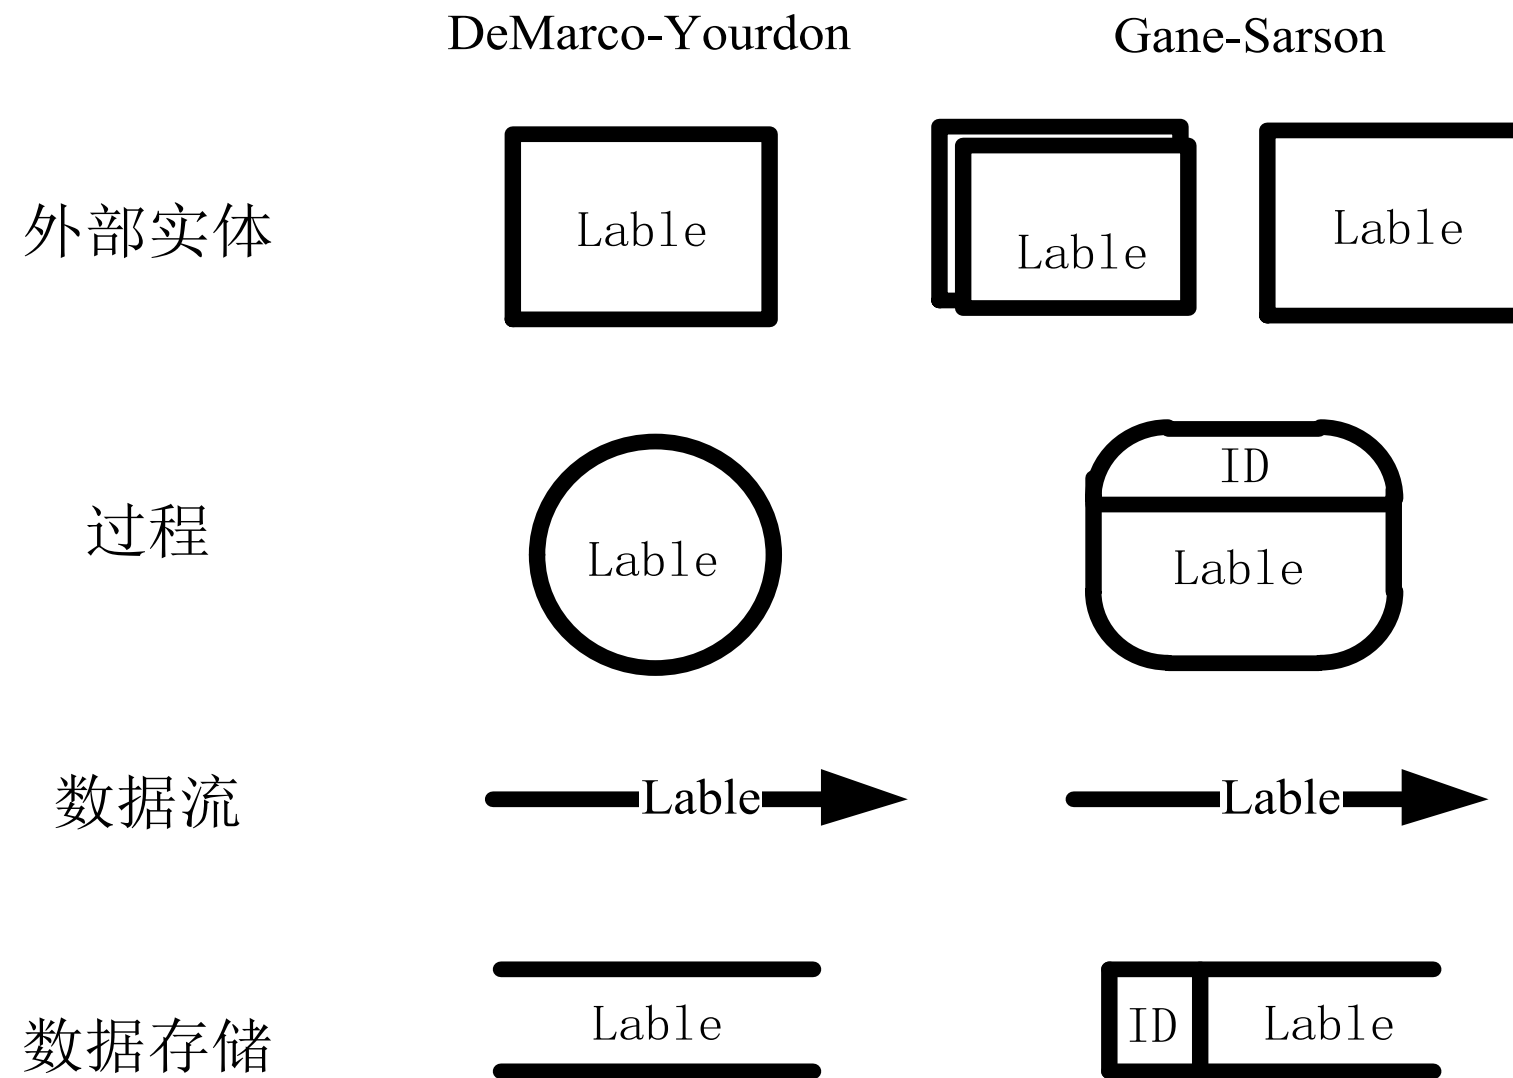 DeMarco-Yourdon Gane-Sarson
外部实体 Lable Lable Lable
ID
过程 Lable Lable
数据流 Lable Lable
数据存储 Lable ID Lable